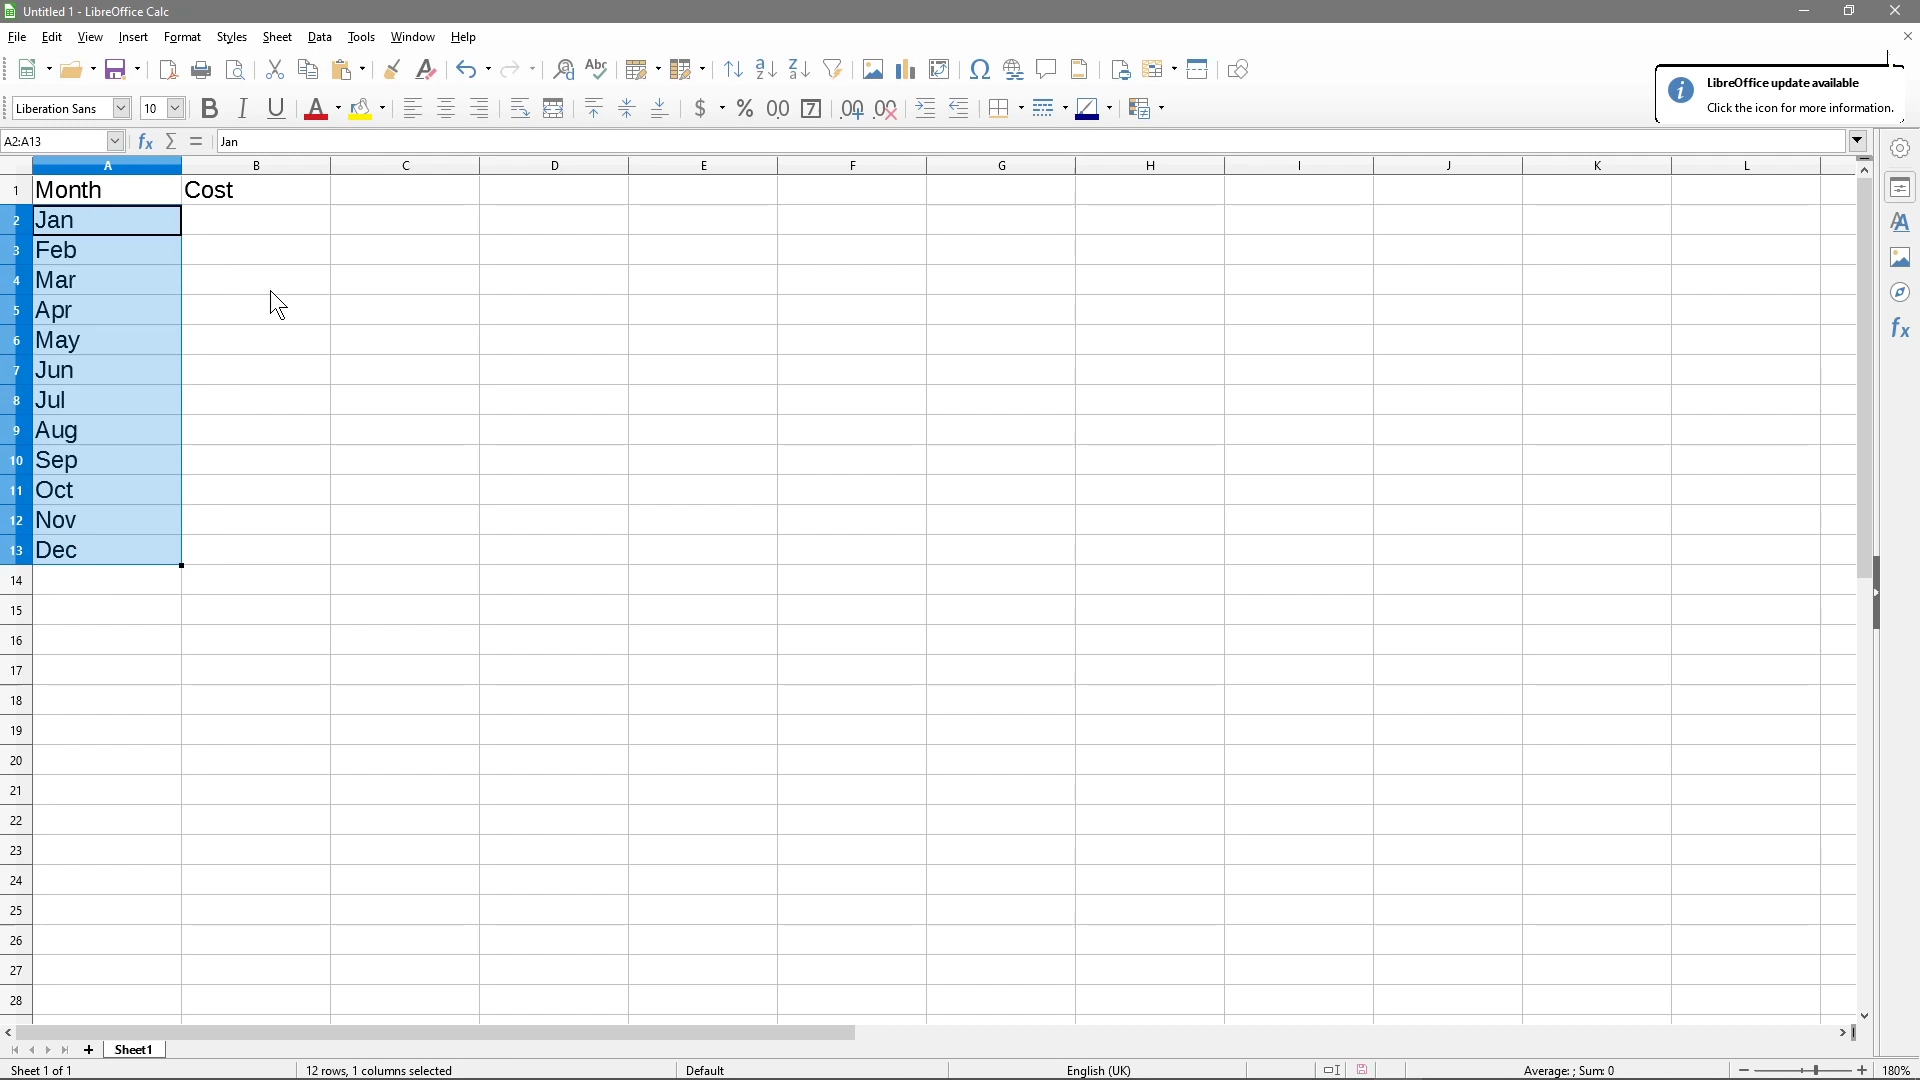 Untitled 1 - LibreOffice Calc
File Edit View Insert Format Styles Sheet Data Tools Window Help
LibreOffice update available
Click the icon for more information.
Liberation Sans 10
A2:A13 Jan
A B C D E F G H I J K L
1 Month Cost
2 Jan
3 Feb
4 Mar
5 Apr
6 May
7 Jun
8 Jul
9 Aug
10 Sep
11 Oct
12 Nov
13 Dec
14
15
16
17
18
19
20
21
22
23
24
25
26
27
28
Sheet1
Sheet 1 of 1 12 rows, 1 columns selected Default English (UK) Average: ; Sum: 0 180%